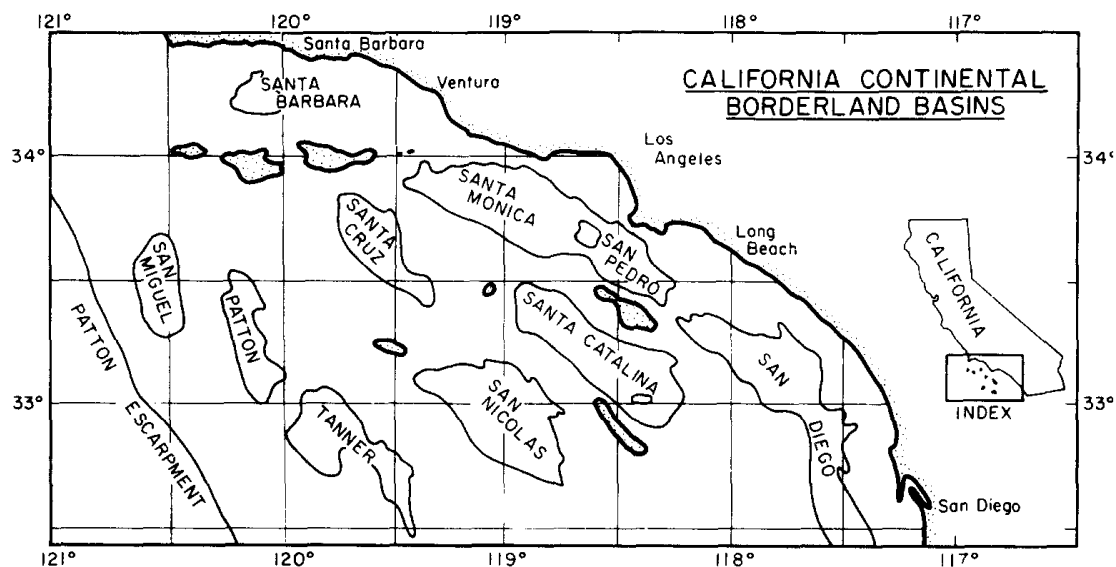 121° 120° 119° 118° 117°
Santa Barbara
SANTA
BARBARA
Ventura
CALIFORNIA CONTINENTAL
BORDERLAND BASINS
Los
Angeles
34° 34°
SANTA
MONICA
SANTA
CRUZ
SAN
PEDRO
Long
Beach
SAN
MIGUEL
PATTON
PATTON
ESCARPMENT
SANTA CATALINA
SAN
DIEGO
CALIFORNIA
INDEX
33° 33°
TANNER
SAN
NICOLAS
San Diego
121° 120° 119° 118° 117°